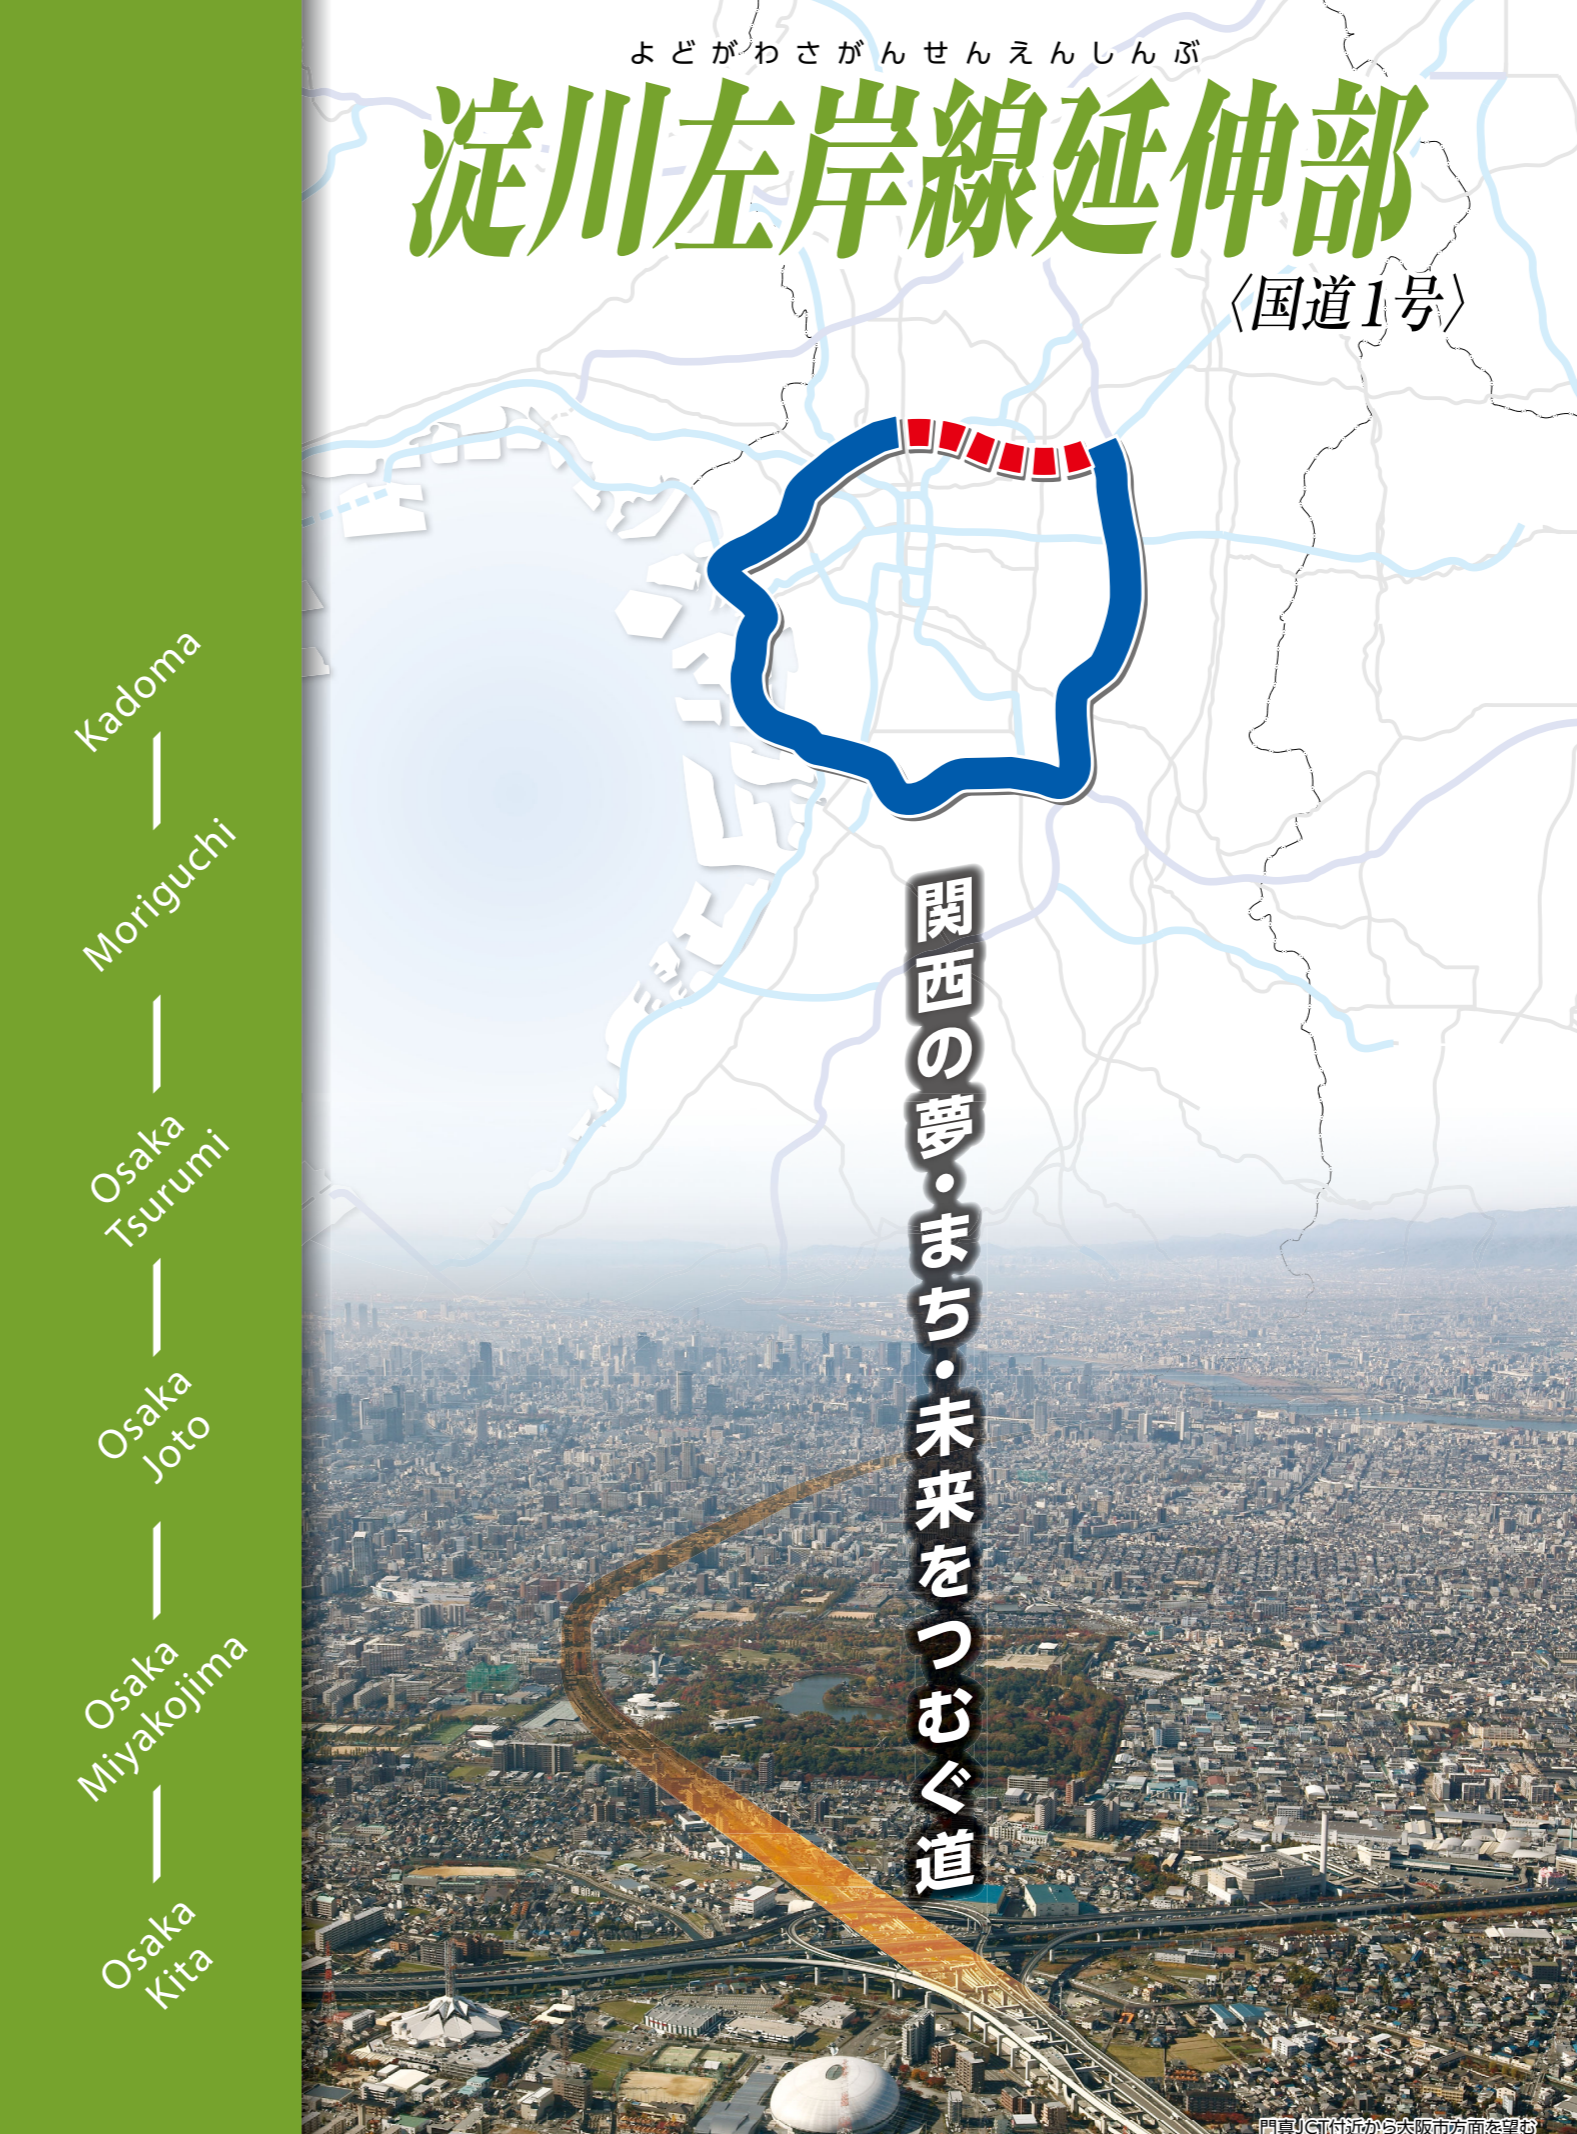 よどがわさがんせんえんしんぶ
淀川左岸線延伸部
〈国道1号〉
関西の夢・まち・未来をつむぐ道
Kadoma
Moriguchi
Osaka
Tsurumi
Osaka
Joto
Osaka
Miyakojima
Osaka
Kita
門真JCT付近から大阪市方面を望む